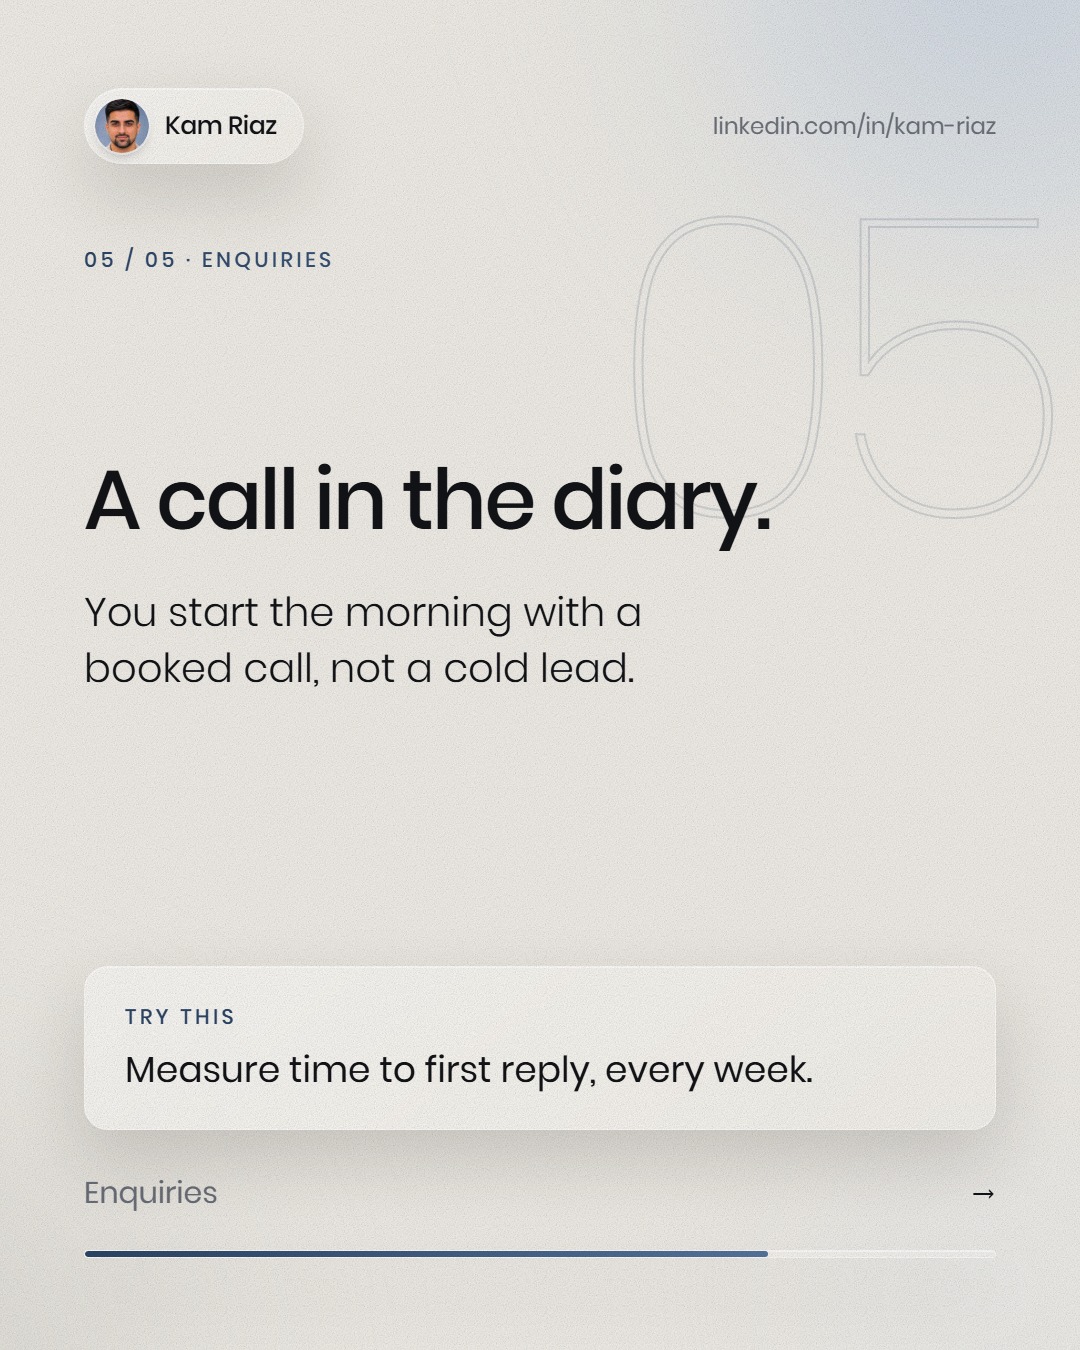 Kam Riaz
linkedin.com/in/kam-riaz
05 / 05 · ENQUIRIES
05
A call in the diary.
You start the morning with a
booked call, not a cold lead.
TRY THIS
Measure time to first reply, every week.
Enquiries
→